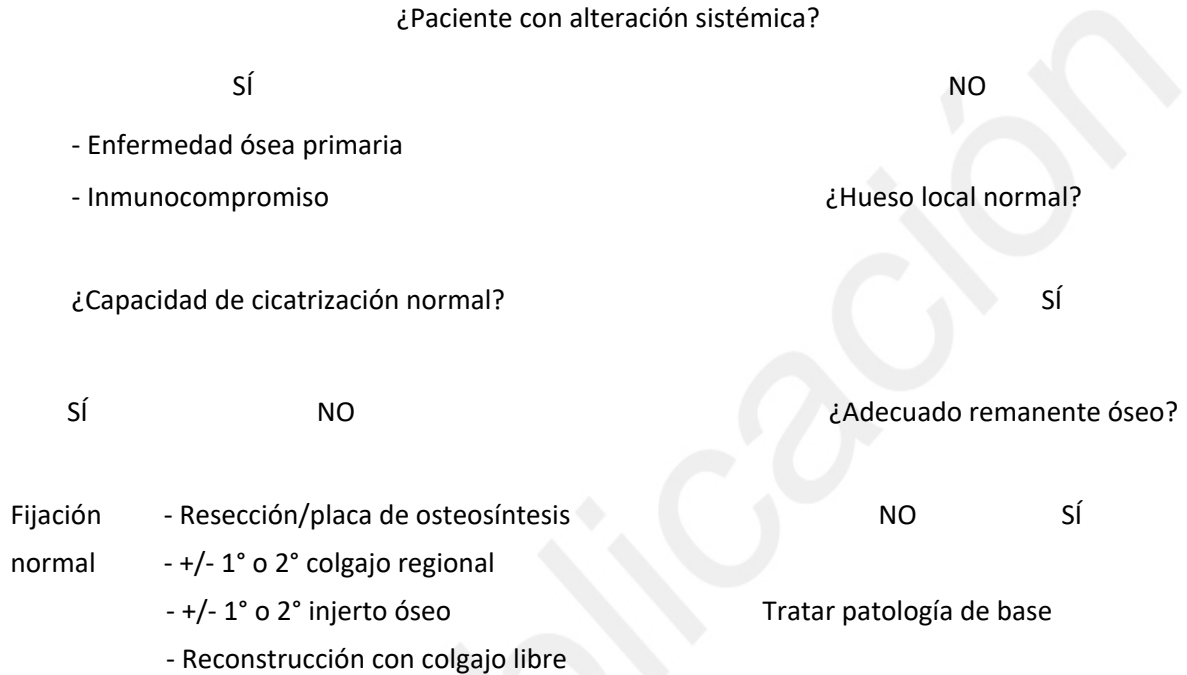 ¿Paciente con alteración sistémica?
SÍ NO
- Enfermedad ósea primaria
- Inmunocompromiso ¿Hueso local normal?
¿Capacidad de cicatrización normal? SÍ
SÍ NO ¿Adecuado remanente óseo?
Fijación - Resección/placa de osteosíntesis NO SÍ
normal - +/- 1° o 2° colgajo regional
- +/- 1° o 2° injerto óseo Tratar patología de base
- Reconstrucción con colgajo libre